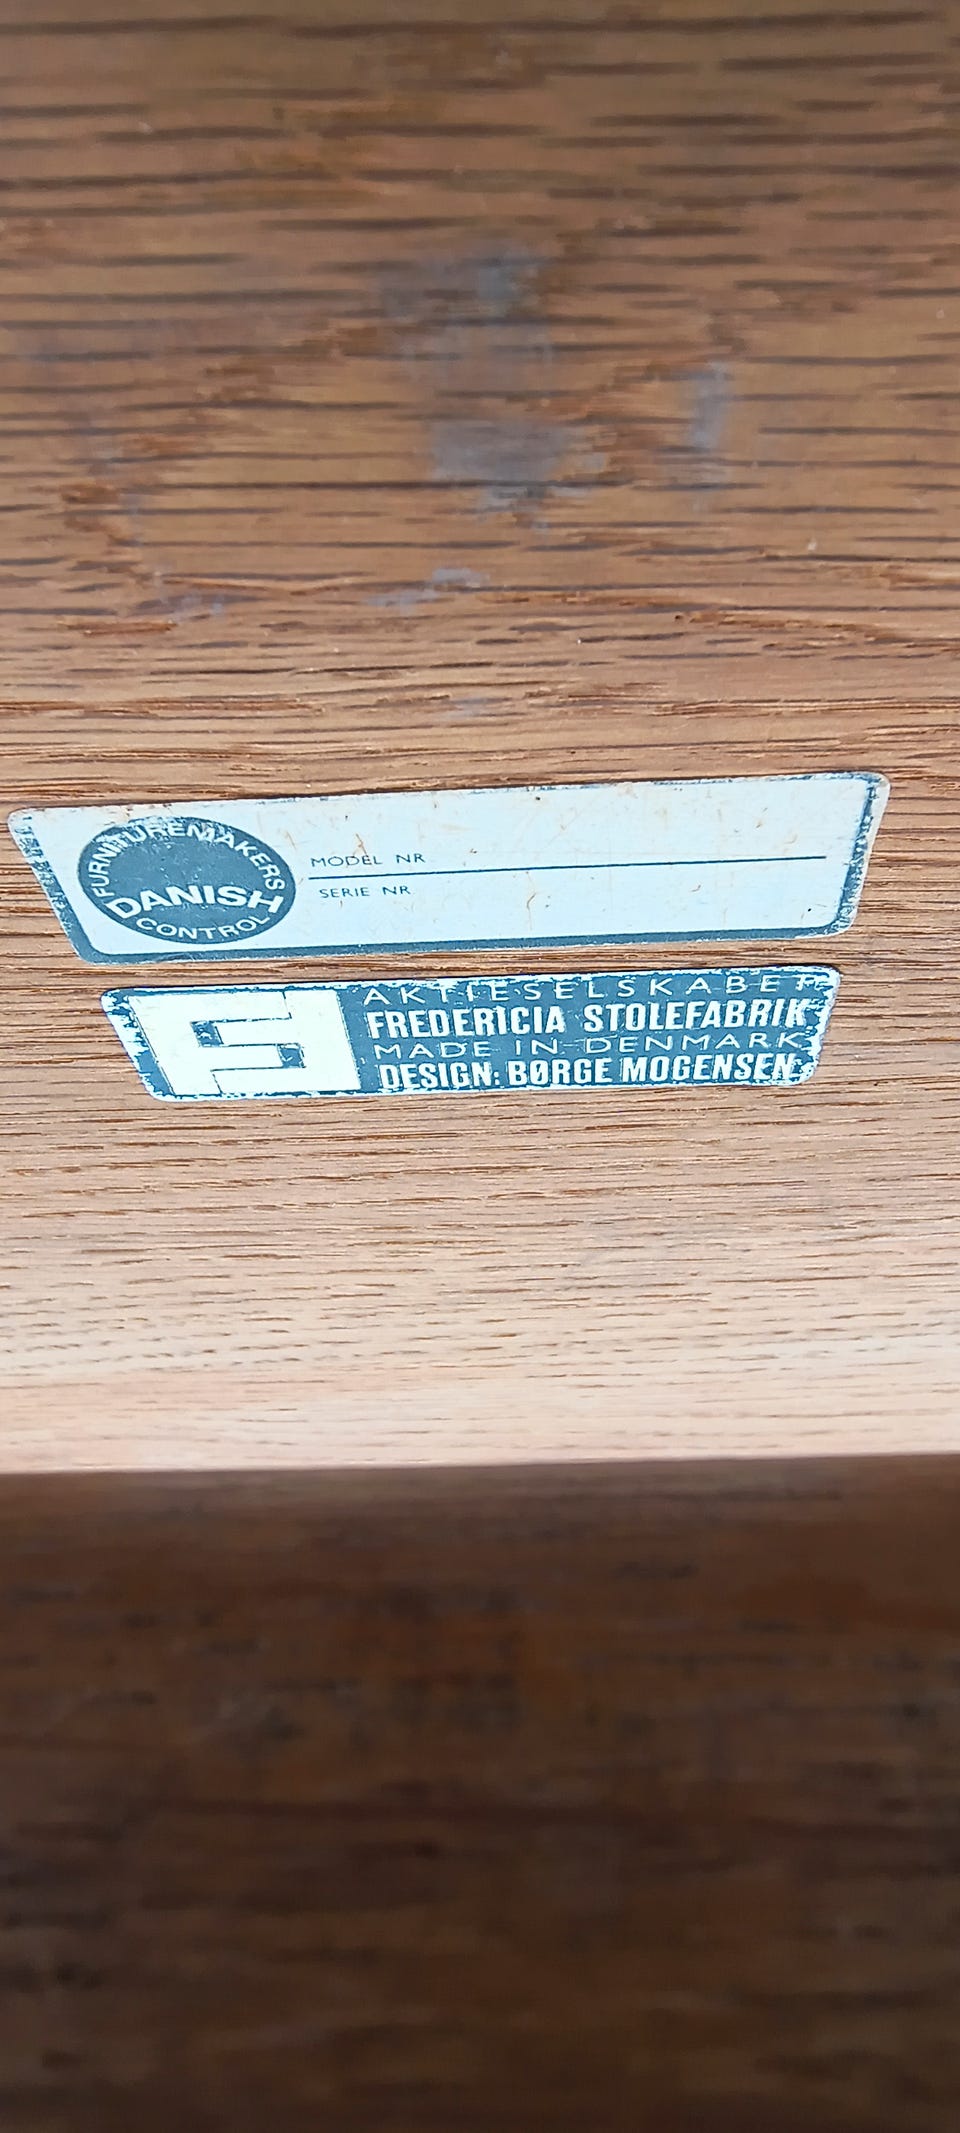 FURNITUREMAKERS
DANISH
CONTROL
MODEL NR
SERIE NR
AKTIESELSKABET
FREDERICIA STOLEFABRIK
MADE IN DENMARK
DESIGN: BØRGE MOGENSEN